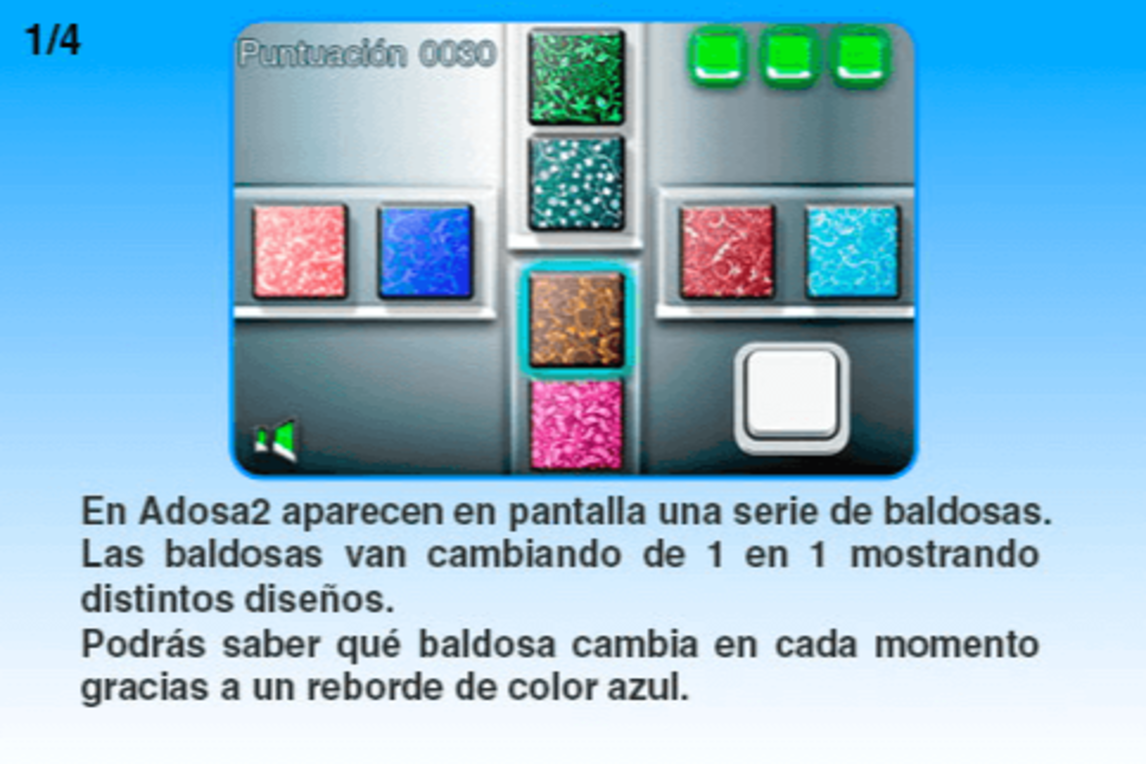 1/4
Puntuación 0030
En Adosa2 aparecen en pantalla una serie de baldosas.
Las baldosas van cambiando de 1 en 1 mostrando
distintos diseños.
Podrás saber qué baldosa cambia en cada momento
gracias a un reborde de color azul.